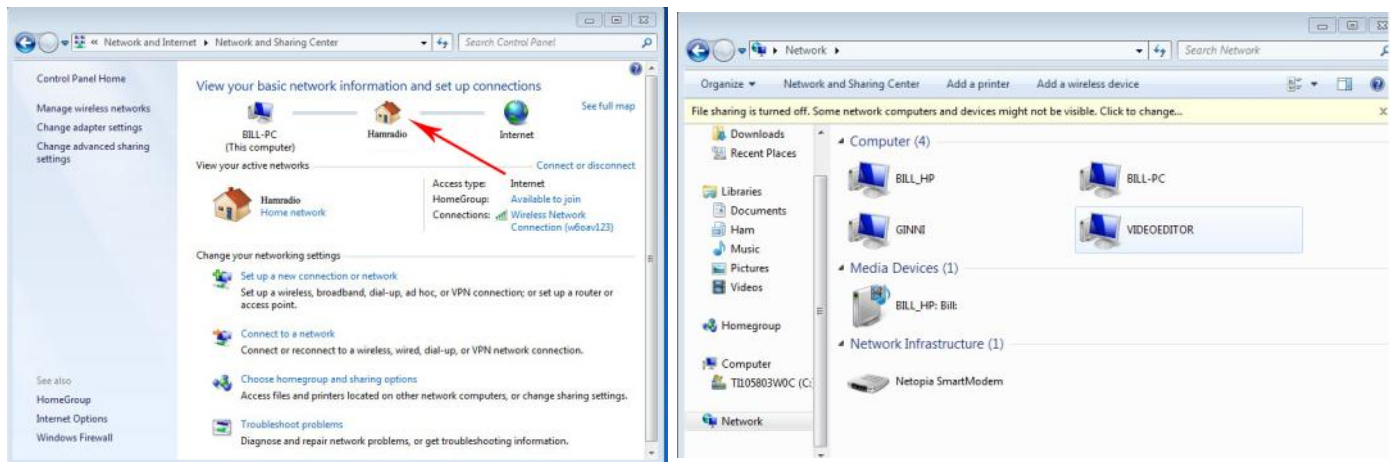 « Network and Internet ▸ Network and Sharing Center
Search Control Panel
Control Panel Home
Manage wireless networks
Change adapter settings
Change advanced sharing
settings
See also
HomeGroup
Internet Options
Windows Firewall
View your basic network information and set up connections
See full map
BILL-PC
(This computer)
Hamradio
Internet
View your active networks
Connect or disconnect
Hamradio
Home network
Access type: Internet
HomeGroup: Available to join
Connections: Wireless Network
Connection (w6oav123)
Change your networking settings
Set up a new connection or network
Set up a wireless, broadband, dial-up, ad hoc, or VPN connection; or set up a router or
access point.
Connect to a network
Connect or reconnect to a wireless, wired, dial-up, or VPN network connection.
Choose homegroup and sharing options
Access files and printers located on other network computers, or change sharing settings.
Troubleshoot problems
Diagnose and repair network problems, or get troubleshooting information.
▸ Network ▸
Search Network
Organize
Network and Sharing Center
Add a printer
Add a wireless device
File sharing is turned off. Some network computers and devices might not be visible. Click to change...
Downloads
Recent Places
Libraries
Documents
Ham
Music
Pictures
Videos
Homegroup
Computer
TI105803W0C (C:
Network
Computer (4)
BILL_HP
BILL-PC
GINNI
VIDEOEDITOR
Media Devices (1)
BILL_HP: Bill:
Network Infrastructure (1)
Netopia SmartModem